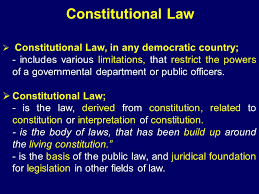 Constitutional Law
➢ Constitutional Law, in any democratic country;
- includes various limitations, that restrict the powers
of a governmental department or public officers.
➢ Constitutional Law;
- is the law, derived from constitution, related to
constitution or interpretation of constitution.
- is the body of laws, that has been build up around
the living constitution.”
- is the basis of the public law, and juridical foundation
for legislation in other fields of law.